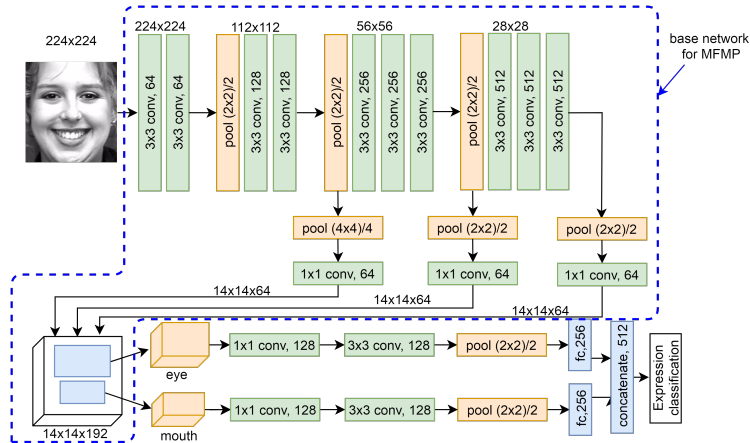 224x224
224x224
112x112
56x56
28x28
base network
for MFMP
3x3 conv, 64
3x3 conv, 64
pool (2x2)/2
3x3 conv, 128
3x3 conv, 128
pool (2x2)/2
3x3 conv, 256
3x3 conv, 256
3x3 conv, 256
pool (2x2)/2
3x3 conv, 512
3x3 conv, 512
3x3 conv, 512
pool (4x4)/4
pool (2x2)/2
pool (2x2)/2
1x1 conv, 64
1x1 conv, 64
1x1 conv, 64
14x14x64
14x14x64
14x14x64
14x14x192
eye
1x1 conv, 128
3x3 conv, 128
pool (2x2)/2
fc,256
mouth
1x1 conv, 128
3x3 conv, 128
pool (2x2)/2
fc,256
concatenate, 512
Expression
classification